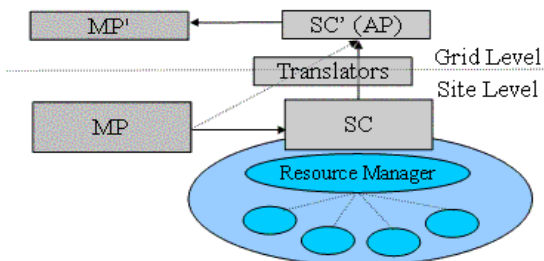 MP'
SC' (AP)
Grid Level
Translators
Site Level
MP
SC
Resource Manager